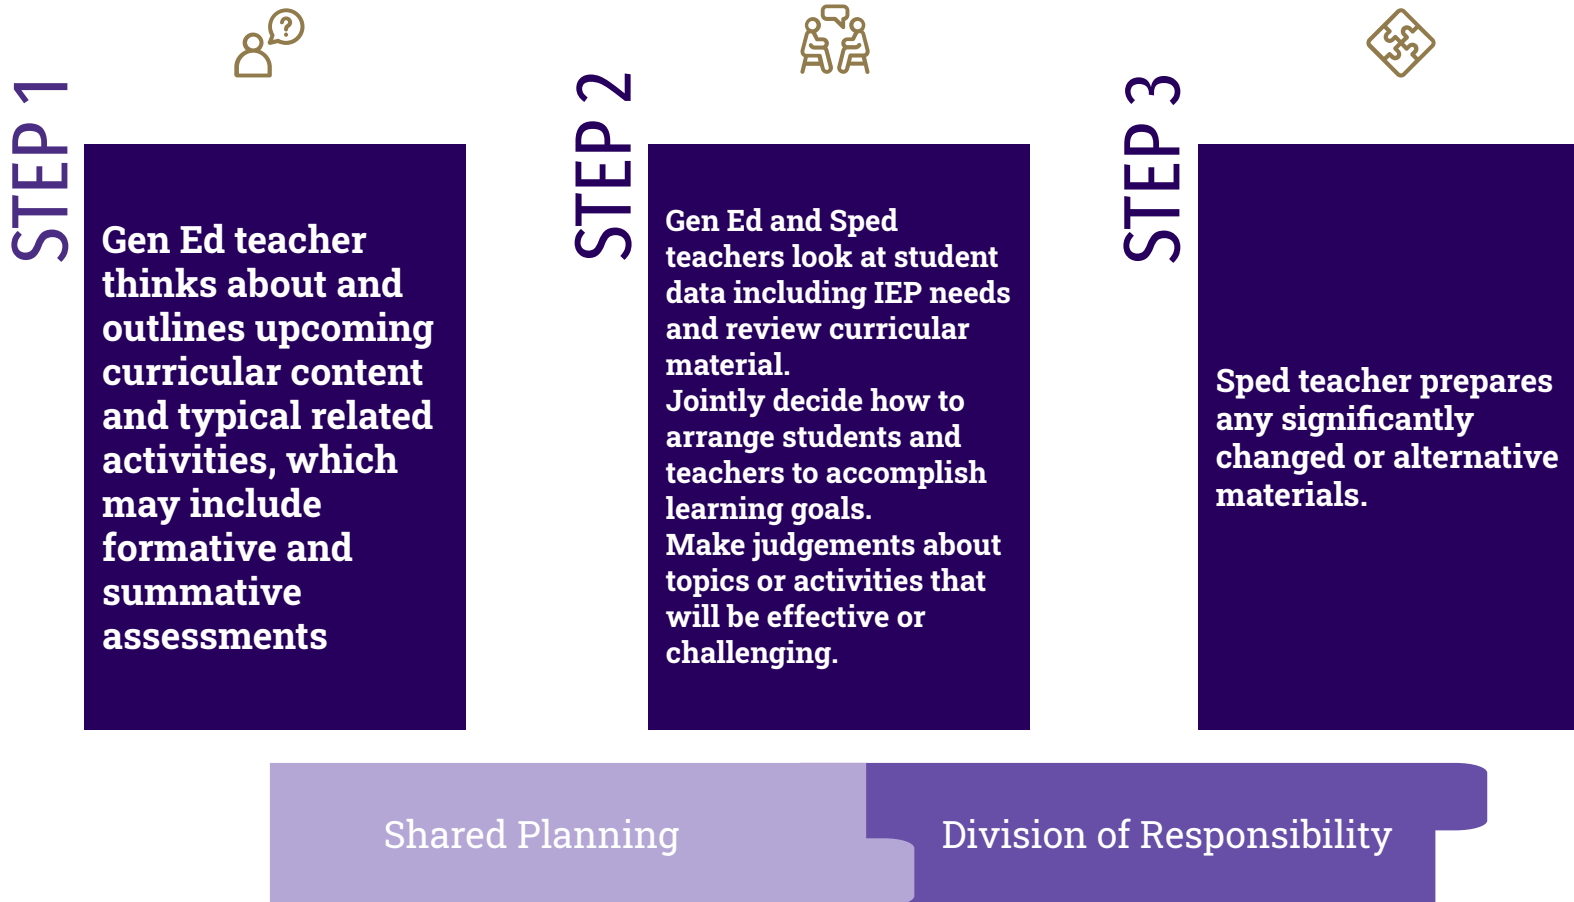 STEP 1
Gen Ed teacher
thinks about and
outlines upcoming
curricular content
and typical related
activities, which
may include
formative and
summative
assessments
STEP 2
Gen Ed and Sped
teachers look at student
data including IEP needs
and review curricular
material.
Jointly decide how to
arrange students and
teachers to accomplish
learning goals.
Make judgements about
topics or activities that
will be effective or
challenging.
STEP 3
Sped teacher prepares
any significantly
changed or alternative
materials.
Shared Planning
Division of Responsibility
?